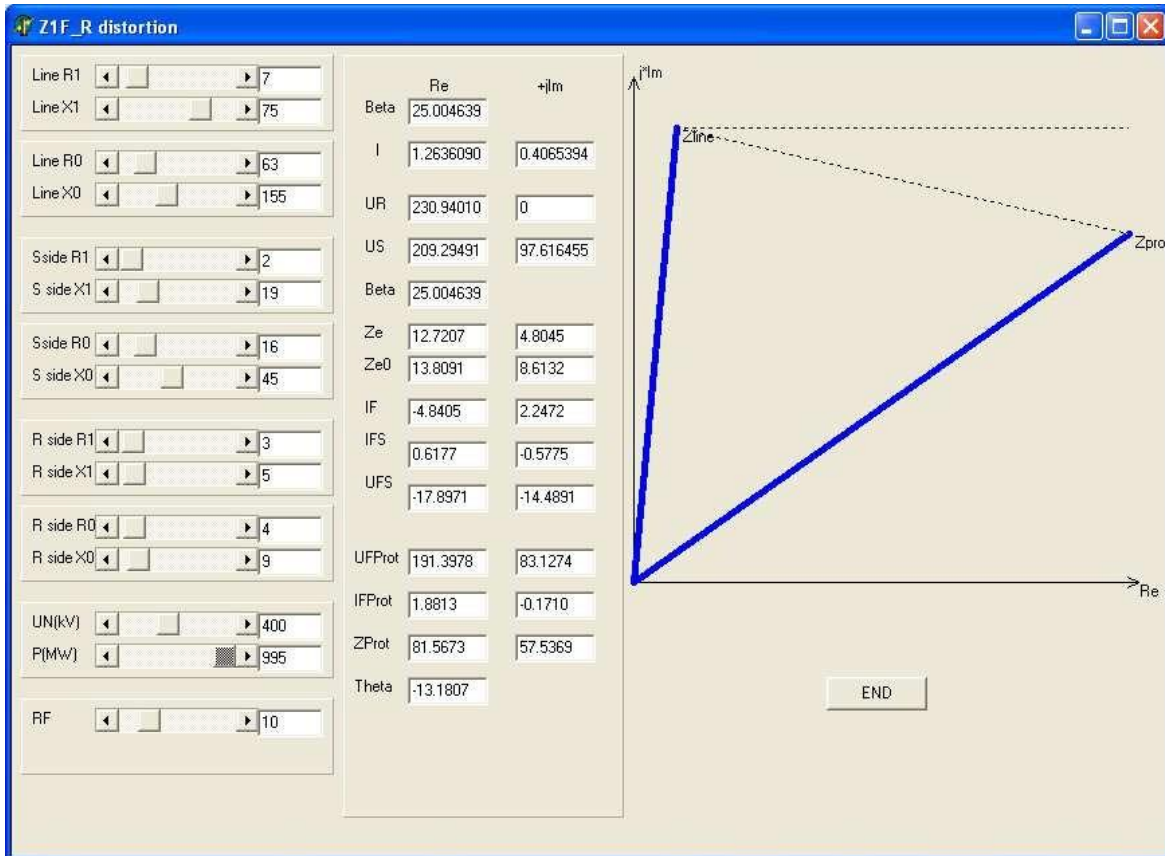 Z1F_R distortion
Line R1 7
Line X1 75
Line R0 63
Line X0 155
Sside R1 2
S side X1 19
Sside R0 16
S side X0 45
R side R1 3
R side X1 5
R side R0 4
R side X0 9
UN(kV) 400
P(MW) 995
RF 10
Re +jIm
Beta 25.004639
I 1.2636090 0.4065394
UR 230.94010 0
US 209.29491 97.616455
Beta 25.004639
Ze 12.7207 4.8045
Ze0 13.8091 8.6132
IF -4.8405 2.2472
IFS 0.6177 -0.5775
UFS -17.8971 -14.4891
UFProt 191.3978 83.1274
IFProt 1.8813 -0.1710
ZProt 81.5673 57.5369
Theta -13.1807
j*Im
Zline
Zpro
Re
END